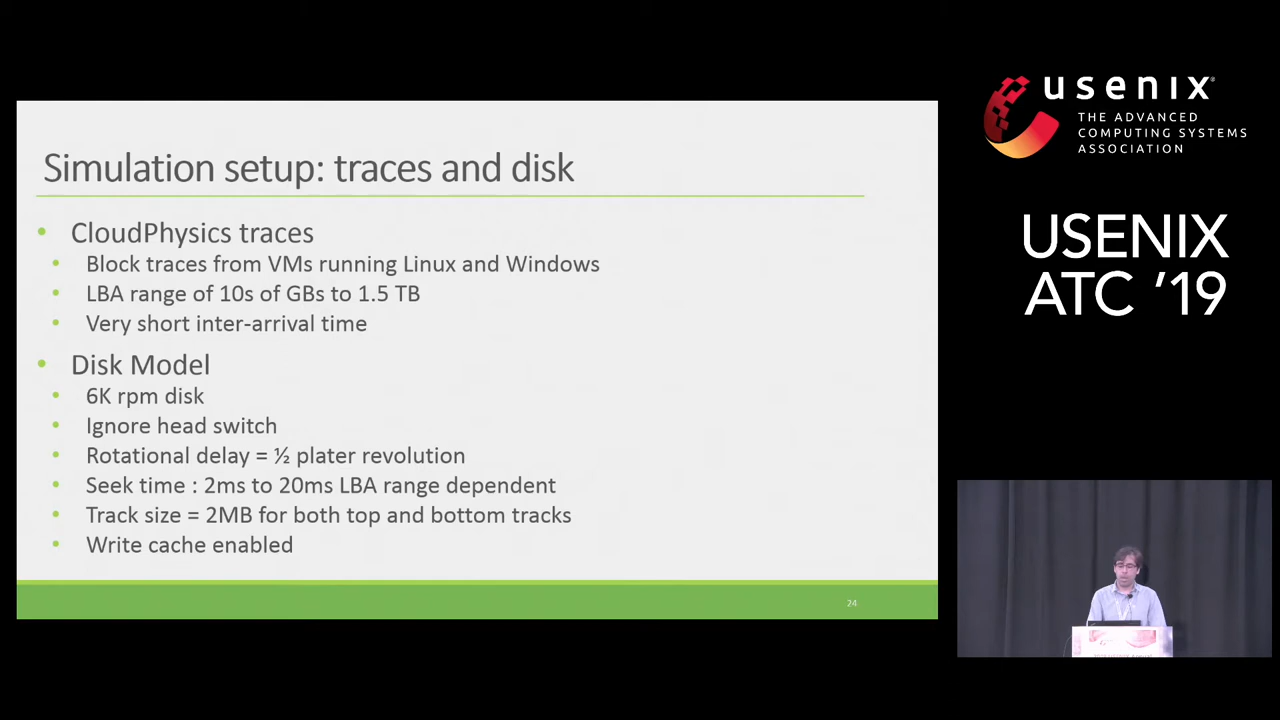 Simulation setup: traces and disk
• CloudPhysics traces
• Block traces from VMs running Linux and Windows
• LBA range of 10s of GBs to 1.5 TB
• Very short inter-arrival time
• Disk Model
• 6K rpm disk
• Ignore head switch
• Rotational delay = ½ plater revolution
• Seek time : 2ms to 20ms LBA range dependent
• Track size = 2MB for both top and bottom tracks
• Write cache enabled
24
usenix®
THE ADVANCED
COMPUTING SYSTEMS
ASSOCIATION
USENIX
ATC ’19